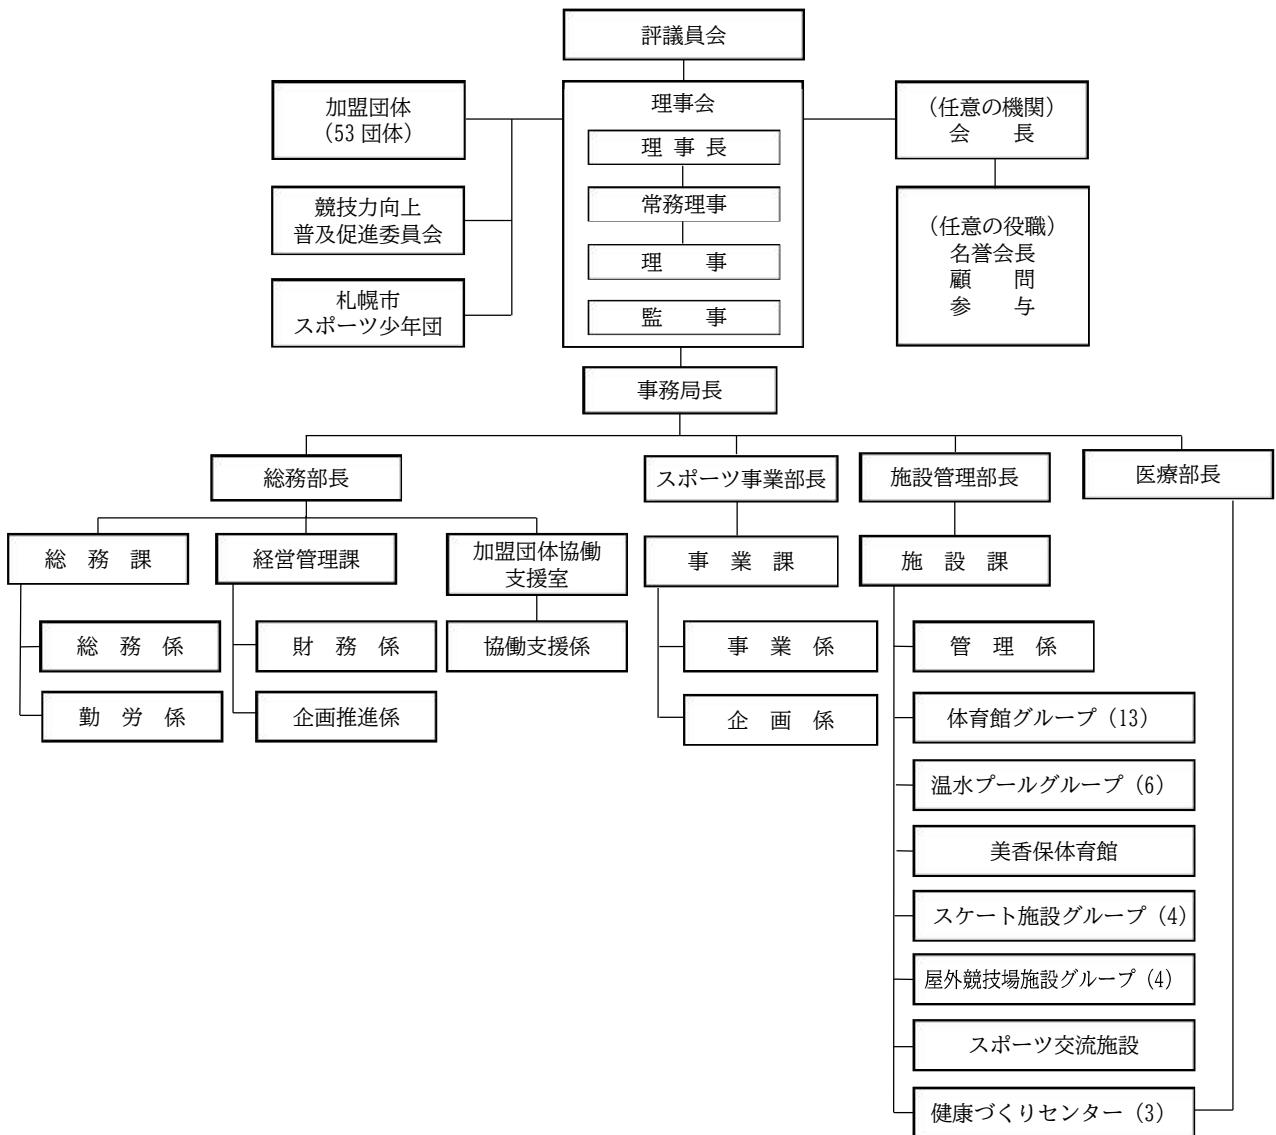 評議員会
加盟団体
（53 団体）
理事会
理 事 長
常務理事
理　　事
監　　事
（任意の機関）
会　　長
競技力向上
普及促進委員会
（任意の役職）
名誉会長
顧　　問
参　　与
札幌市
スポーツ少年団
事務局長
総務部長
スポーツ事業部長
施設管理部長
医療部長
総　務　課
経営管理課
加盟団体協働
支援室
事　業　課
施　設　課
総　務　係
財　務　係
協働支援係
事　業　係
管　理　係
勤　労　係
企画推進係
企　画　係
体育館グループ（13）
温水プールグループ（6）
美香保体育館
スケート施設グループ（4）
屋外競技場施設グループ（4）
スポーツ交流施設
健康づくりセンター（3）